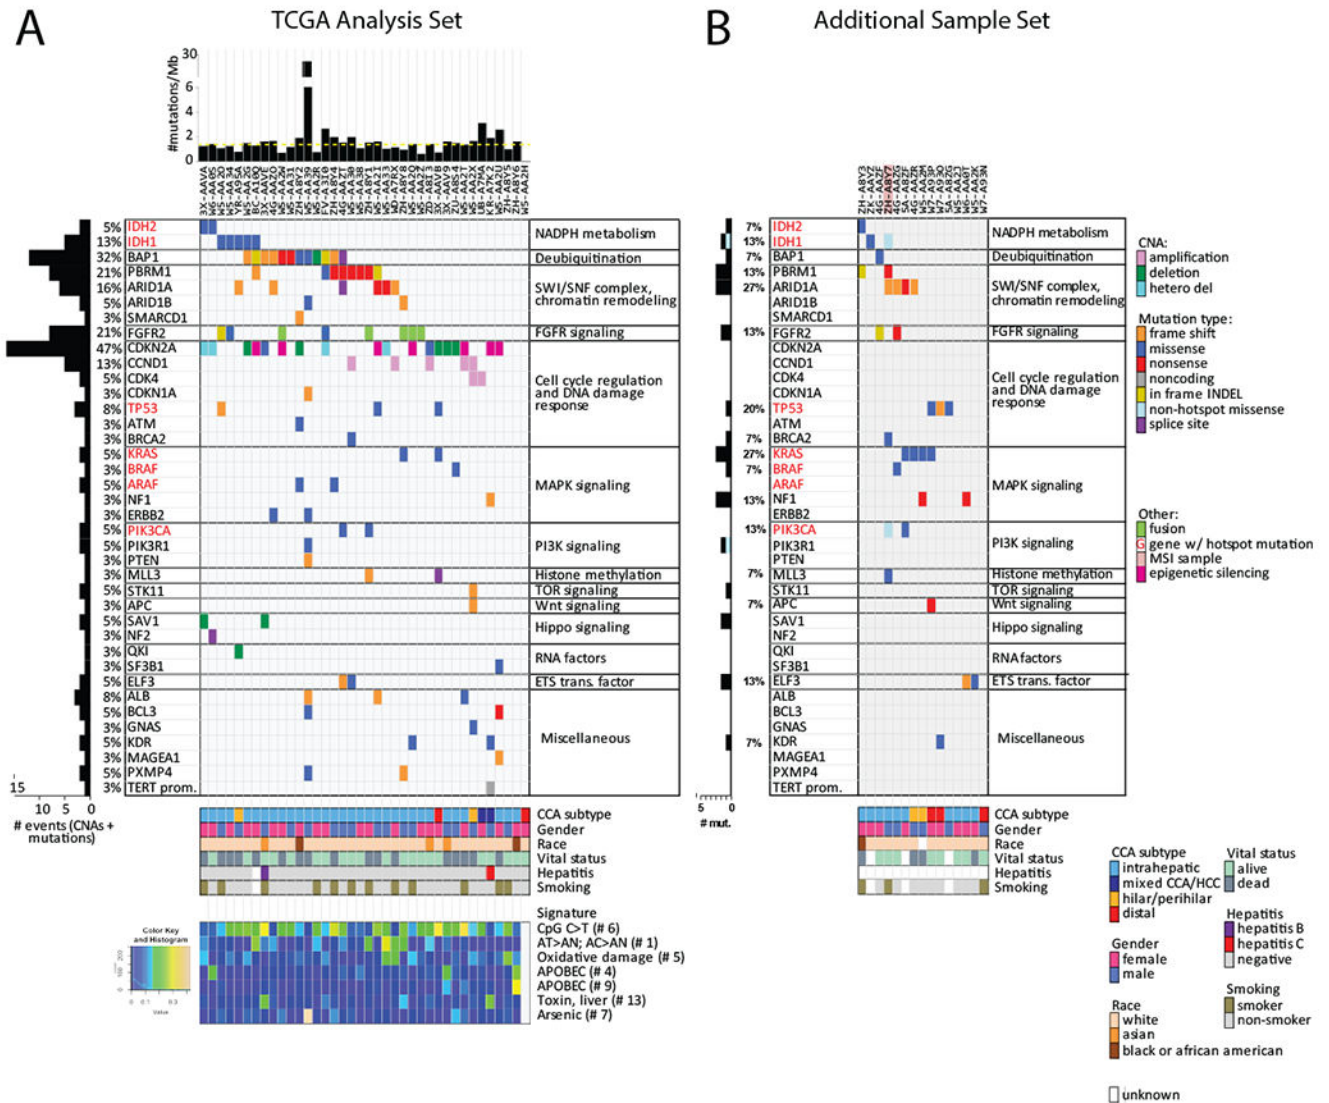 A
TCGA Analysis Set
B
Additional Sample Set
#mutations/Mb
30
6
4
2
0
5% IDH2
13% IDH1
NADPH metabolism
32% BAP1
Deubiquitination
21% PBRM1
16% ARID1A
5% ARID1B
3% SMARCD1
SWI/SNF complex,
chromatin remodeling
21% FGFR2
FGFR signaling
47% CDKN2A
13% CCND1
5% CDK4
3% CDKN1A
8% TP53
3% ATM
3% BRCA2
Cell cycle regulation
and DNA damage
response
5% KRAS
3% BRAF
5% ARAF
3% NF1
3% ERBB2
MAPK signaling
5% PIK3CA
5% PIK3R1
3% PTEN
PI3K signaling
3% MLL3
Histone methylation
5% STK11
TOR signaling
3% APC
Wnt signaling
5% SAV1
3% NF2
Hippo signaling
3% QKI
3% SF3B1
RNA factors
5% ELF3
ETS trans. factor
8% ALB
5% BCL3
3% GNAS
5% KDR
3% MAGEA1
5% PXMP4
3% TERT prom.
Miscellaneous
15
10 5 0
# events (CNAs +
mutations)
CCA subtype
Gender
Race
Vital status
Hepatitis
Smoking
Signature
CpG C>T (# 6)
AT>AN; AC>AN (# 1)
Oxidative damage (# 5)
APOBEC (# 4)
APOBEC (# 9)
Toxin, liver (# 13)
Arsenic (# 7)
Color Key
and Histogram
Value
ZH-A8Y3
ZH-A8Y7
W7-A93N
7% IDH2
13% IDH1
NADPH metabolism
7% BAP1
Deubiquitination
13% PBRM1
27% ARID1A
ARID1B
SMARCD1
SWI/SNF complex,
chromatin remodeling
13% FGFR2
FGFR signaling
CDKN2A
CCND1
CDK4
CDKN1A
20% TP53
ATM
7% BRCA2
Cell cycle regulation
and DNA damage
response
27% KRAS
7% BRAF
ARAF
13% NF1
ERBB2
MAPK signaling
13% PIK3CA
PIK3R1
PTEN
PI3K signaling
7% MLL3
Histone methylation
STK11
TOR signaling
7% APC
Wnt signaling
SAV1
NF2
Hippo signaling
QKI
SF3B1
RNA factors
13% ELF3
ETS trans. factor
ALB
BCL3
GNAS
7% KDR
MAGEA1
PXMP4
TERT prom.
Miscellaneous
5 0
# mut.
CCA subtype
Gender
Race
Vital status
Hepatitis
Smoking
CNA:
amplification
deletion
hetero del
Mutation type:
frame shift
missense
nonsense
noncoding
in frame INDEL
non-hotspot missense
splice site
Other:
fusion
G gene w/ hotspot mutation
MSI sample
epigenetic silencing
CCA subtype
intrahepatic
mixed CCA/HCC
hilar/perihilar
distal
Gender
female
male
Race
white
asian
black or african american
unknown
Vital status
alive
dead
Hepatitis
hepatitis B
hepatitis C
negative
Smoking
smoker
non-smoker